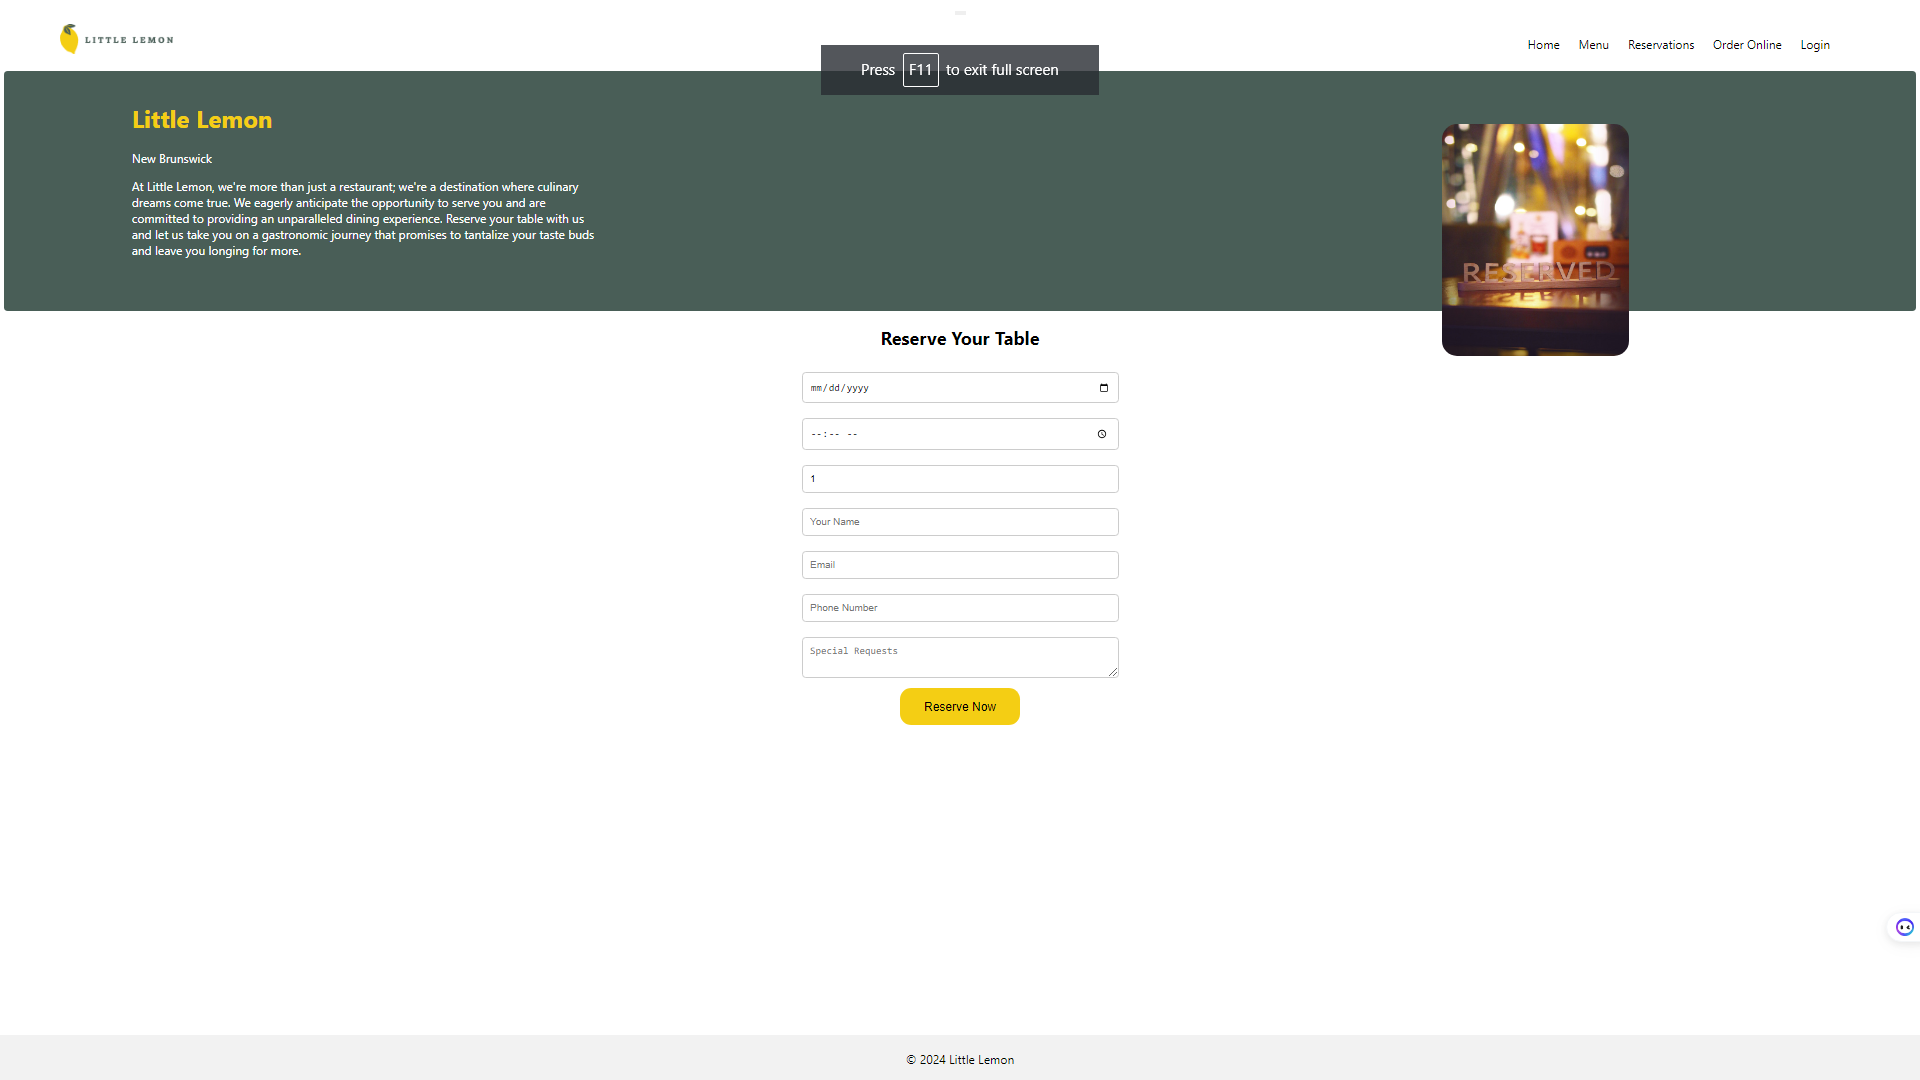 LITTLE LEMON
Home Menu Reservations Order Online Login
Press F11 to exit full screen
Little Lemon
New Brunswick
At Little Lemon, we're more than just a restaurant; we're a destination where culinary
dreams come true. We eagerly anticipate the opportunity to serve you and are
committed to providing an unparalleled dining experience. Reserve your table with us
and let us take you on a gastronomic journey that promises to tantalize your taste buds
and leave you longing for more.
RESERVED
Reserve Your Table
mm/dd/yyyy
--:-- --
1
Your Name
Email
Phone Number
Special Requests
Reserve Now
© 2024 Little Lemon